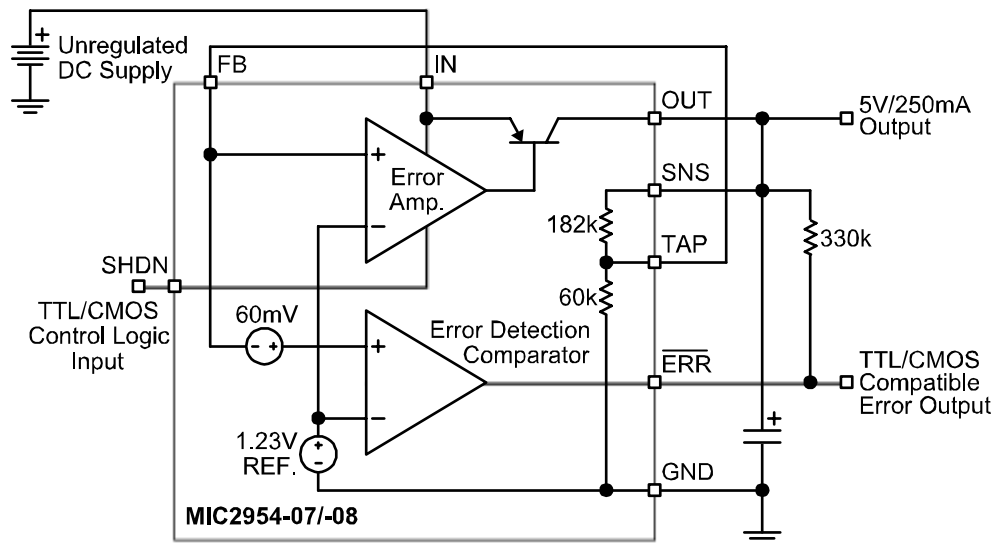 Unregulated
DC Supply
FB
IN
OUT
5V/250mA
Output
Error
Amp.
SNS
182k
330k
TAP
SHDN
60k
TTL/CMOS
Control Logic
Input
60mV
Error Detection
Comparator
ERR
TTL/CMOS
Compatible
Error Output
1.23V
REF.
GND
MIC2954-07/-08